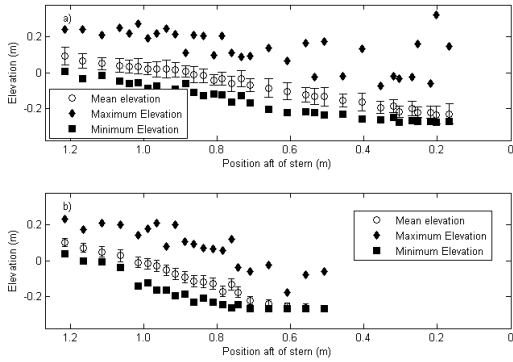 a)
0.2
0
-0.2
Elevation (m)
Mean elevation
Maximum Elevation
Minimum Elevation
1.2 1.0 0.8 0.6 0.4 0.2 0
Position aft of stern (m)
b)
0.2
0
-0.2
Elevation (m)
Mean elevation
Maximum Elevation
Minimum Elevation
1.2 1.0 0.8 0.6 0.4 0.2 0
Position aft of stern (m)